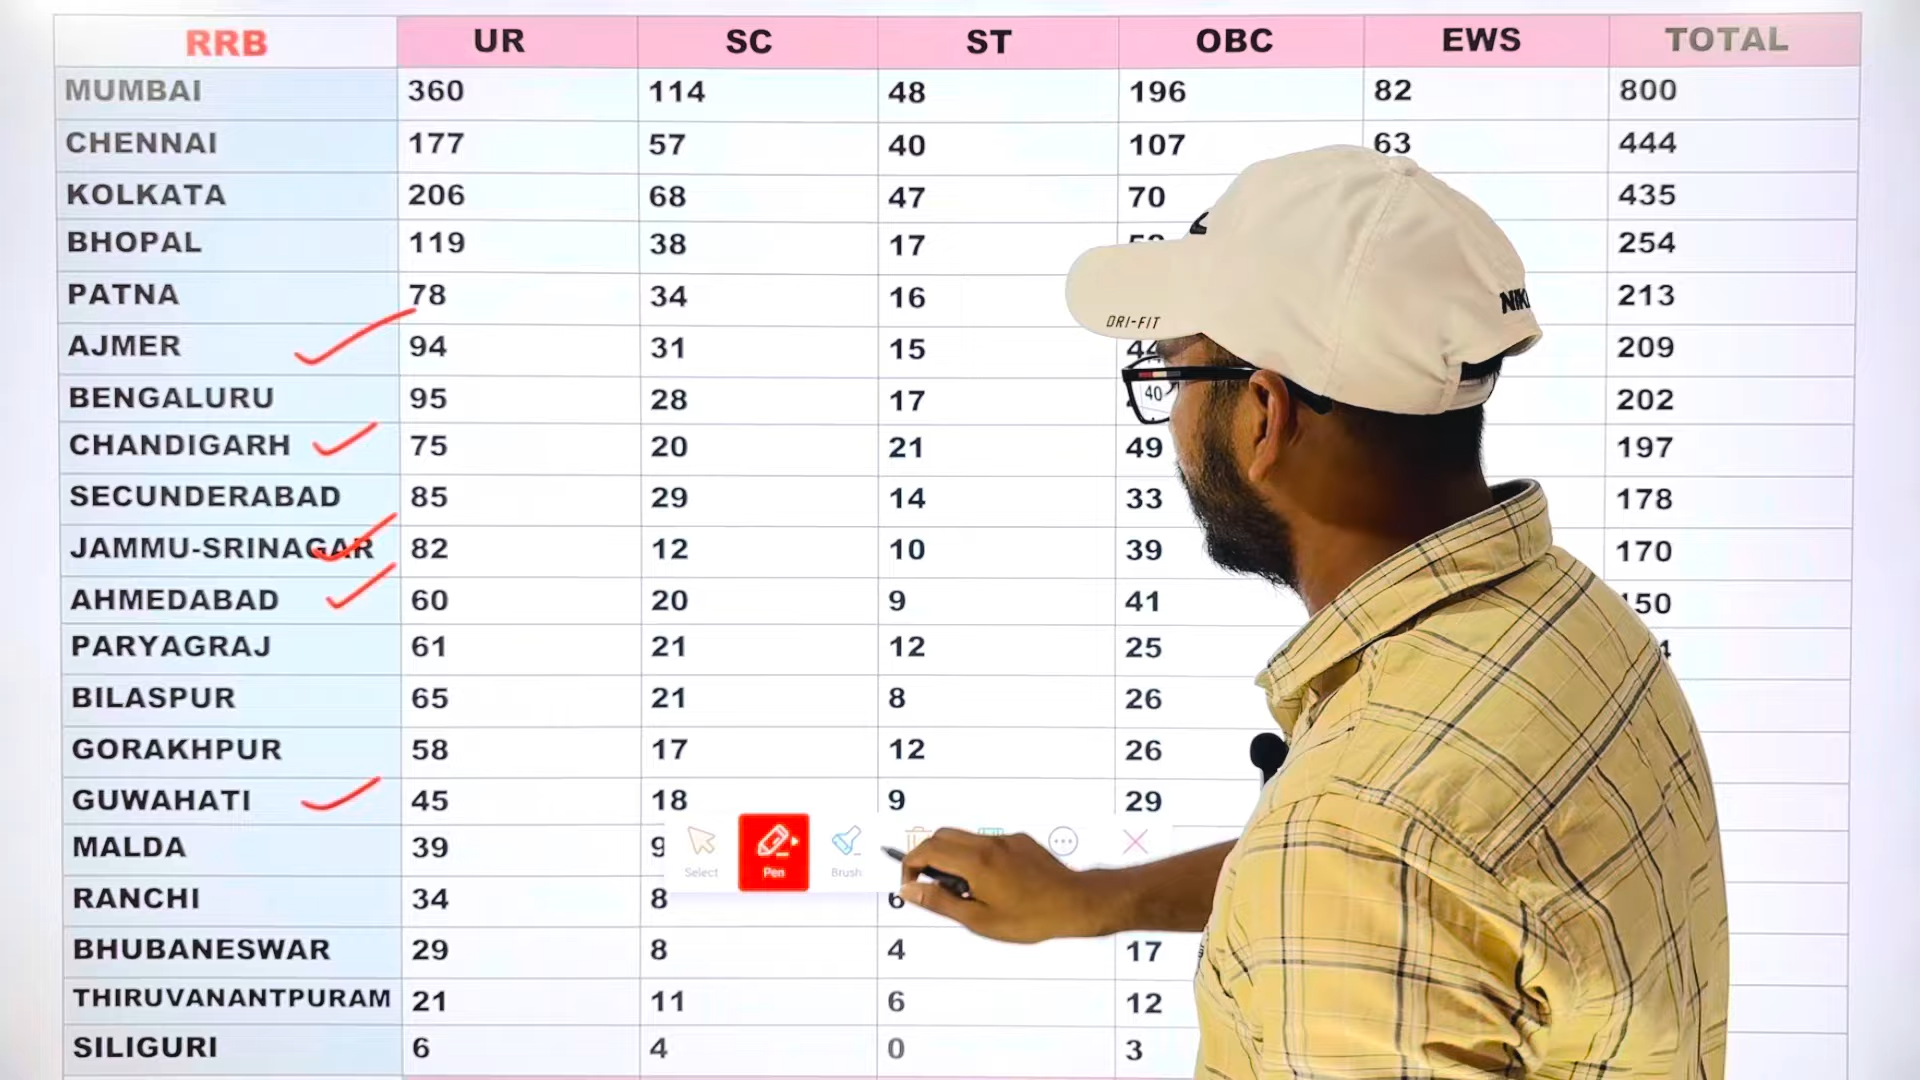 RRB UR SC ST OBC EWS TOTAL
MUMBAI 360 114 48 196 82 800
CHENNAI 177 57 40 107 63 444
KOLKATA 206 68 47 70 435
BHOPAL 119 38 17 254
PATNA 78 34 16 213
AJMER 94 31 15 44 209
BENGALURU 95 28 17 40 202
CHANDIGARH 75 20 21 49 197
SECUNDERABAD 85 29 14 33 178
JAMMU-SRINAGAR 82 12 10 39 170
AHMEDABAD 60 20 9 41 150
PARYAGRAJ 61 21 12 25
BILASPUR 65 21 8 26
GORAKHPUR 58 17 12 26
GUWAHATI 45 18 9 29
MALDA 39 9
RANCHI 34 8 6
BHUBANESWAR 29 8 4 17
THIRUVANANTPURAM 21 11 6 12
SILIGURI 6 4 0 3
Select Pen Brush
DRI-FIT